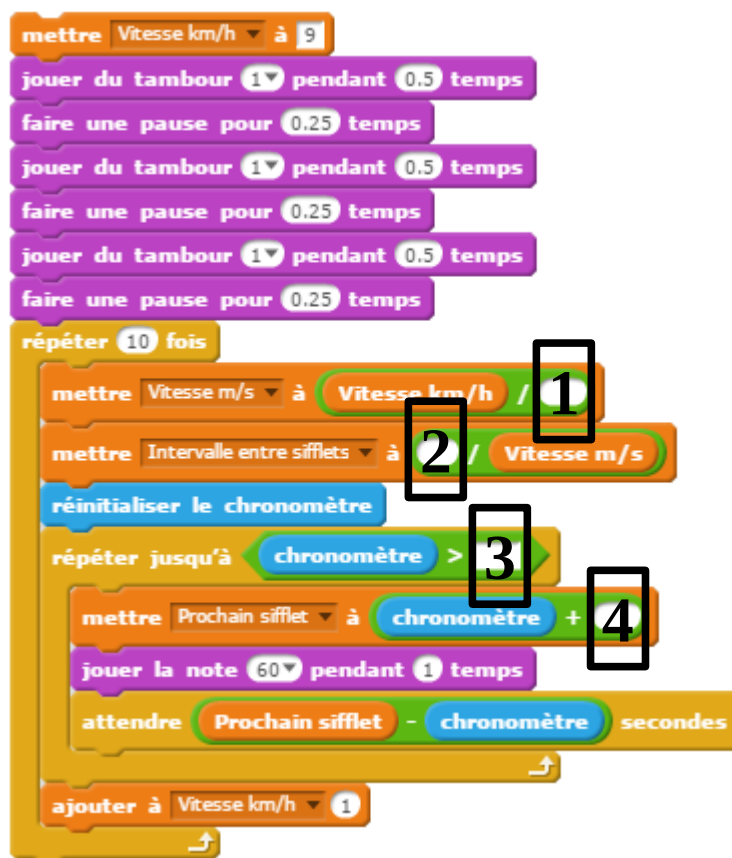 mettre Vitesse km/h à 9
jouer du tambour 1 pendant 0.5 temps
faire une pause pour 0.25 temps
jouer du tambour 1 pendant 0.5 temps
faire une pause pour 0.25 temps
jouer du tambour 1 pendant 0.5 temps
faire une pause pour 0.25 temps
répéter 10 fois
mettre Vitesse m/s à Vitesse km/h / 1
mettre Intervalle entre sifflets à 2 / Vitesse m/s
réinitialiser le chronomètre
répéter jusqu'à chronomètre > 3
mettre Prochain sifflet à chronomètre + 4
jouer la note 60 pendant 1 temps
attendre Prochain sifflet - chronomètre secondes
ajouter à Vitesse km/h 1